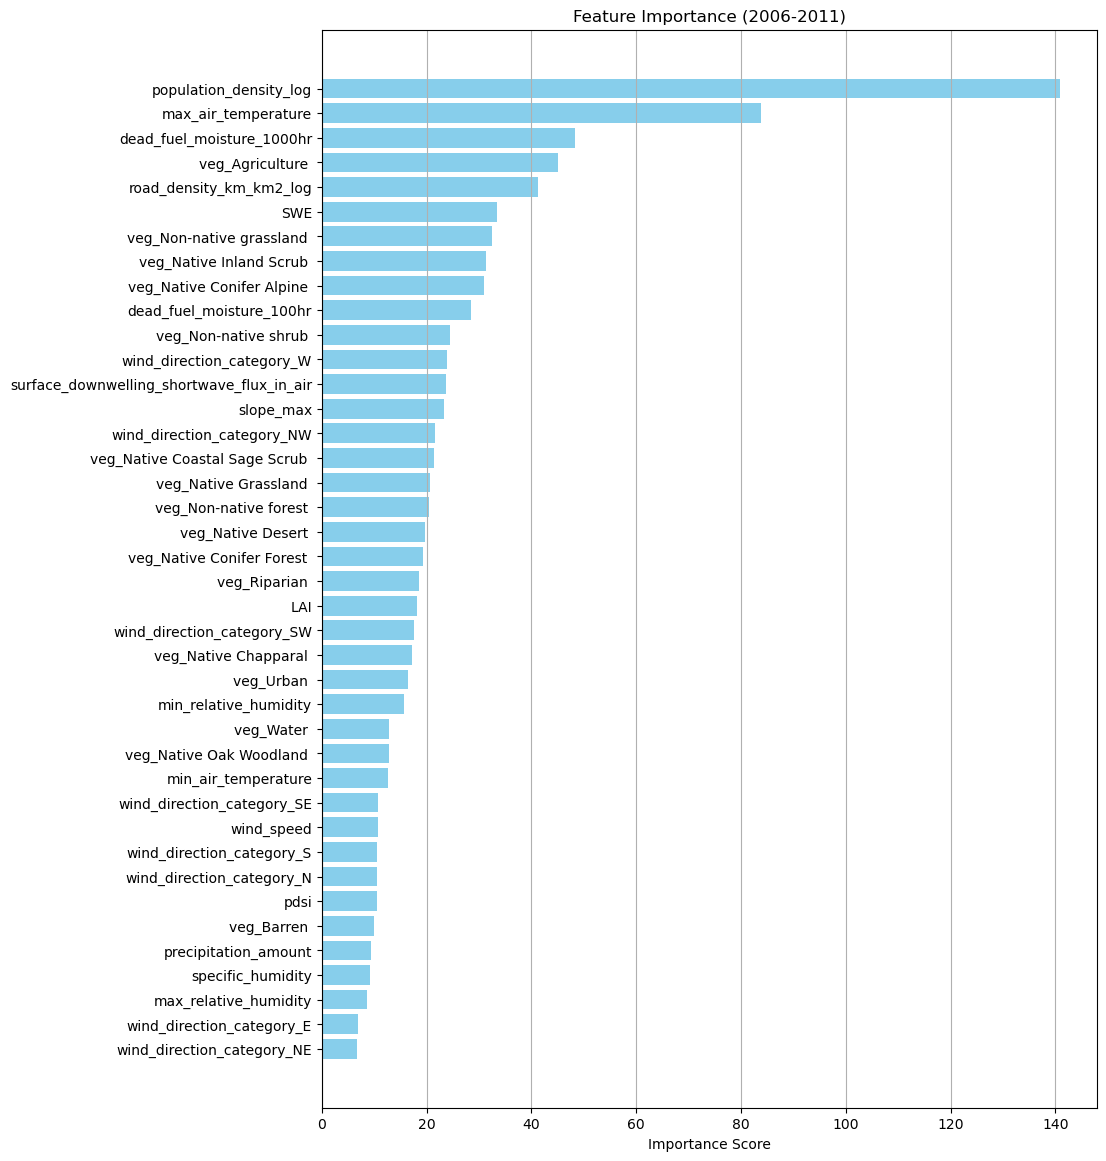 Feature Importance (2006-2011)
population_density_log
max_air_temperature
dead_fuel_moisture_1000hr
veg_Agriculture
road_density_km_km2_log
SWE
veg_Non-native grassland
veg_Native Inland Scrub
veg_Native Conifer Alpine
dead_fuel_moisture_100hr
veg_Non-native shrub
wind_direction_category_W
surface_downwelling_shortwave_flux_in_air
slope_max
wind_direction_category_NW
veg_Native Coastal Sage Scrub
veg_Native Grassland
veg_Non-native forest
veg_Native Desert
veg_Native Conifer Forest
veg_Riparian
LAI
wind_direction_category_SW
veg_Native Chapparal
veg_Urban
min_relative_humidity
veg_Water
veg_Native Oak Woodland
min_air_temperature
wind_direction_category_SE
wind_speed
wind_direction_category_S
wind_direction_category_N
pdsi
veg_Barren
precipitation_amount
specific_humidity
max_relative_humidity
wind_direction_category_E
wind_direction_category_NE
0 20 40 60 80 100 120 140
Importance Score